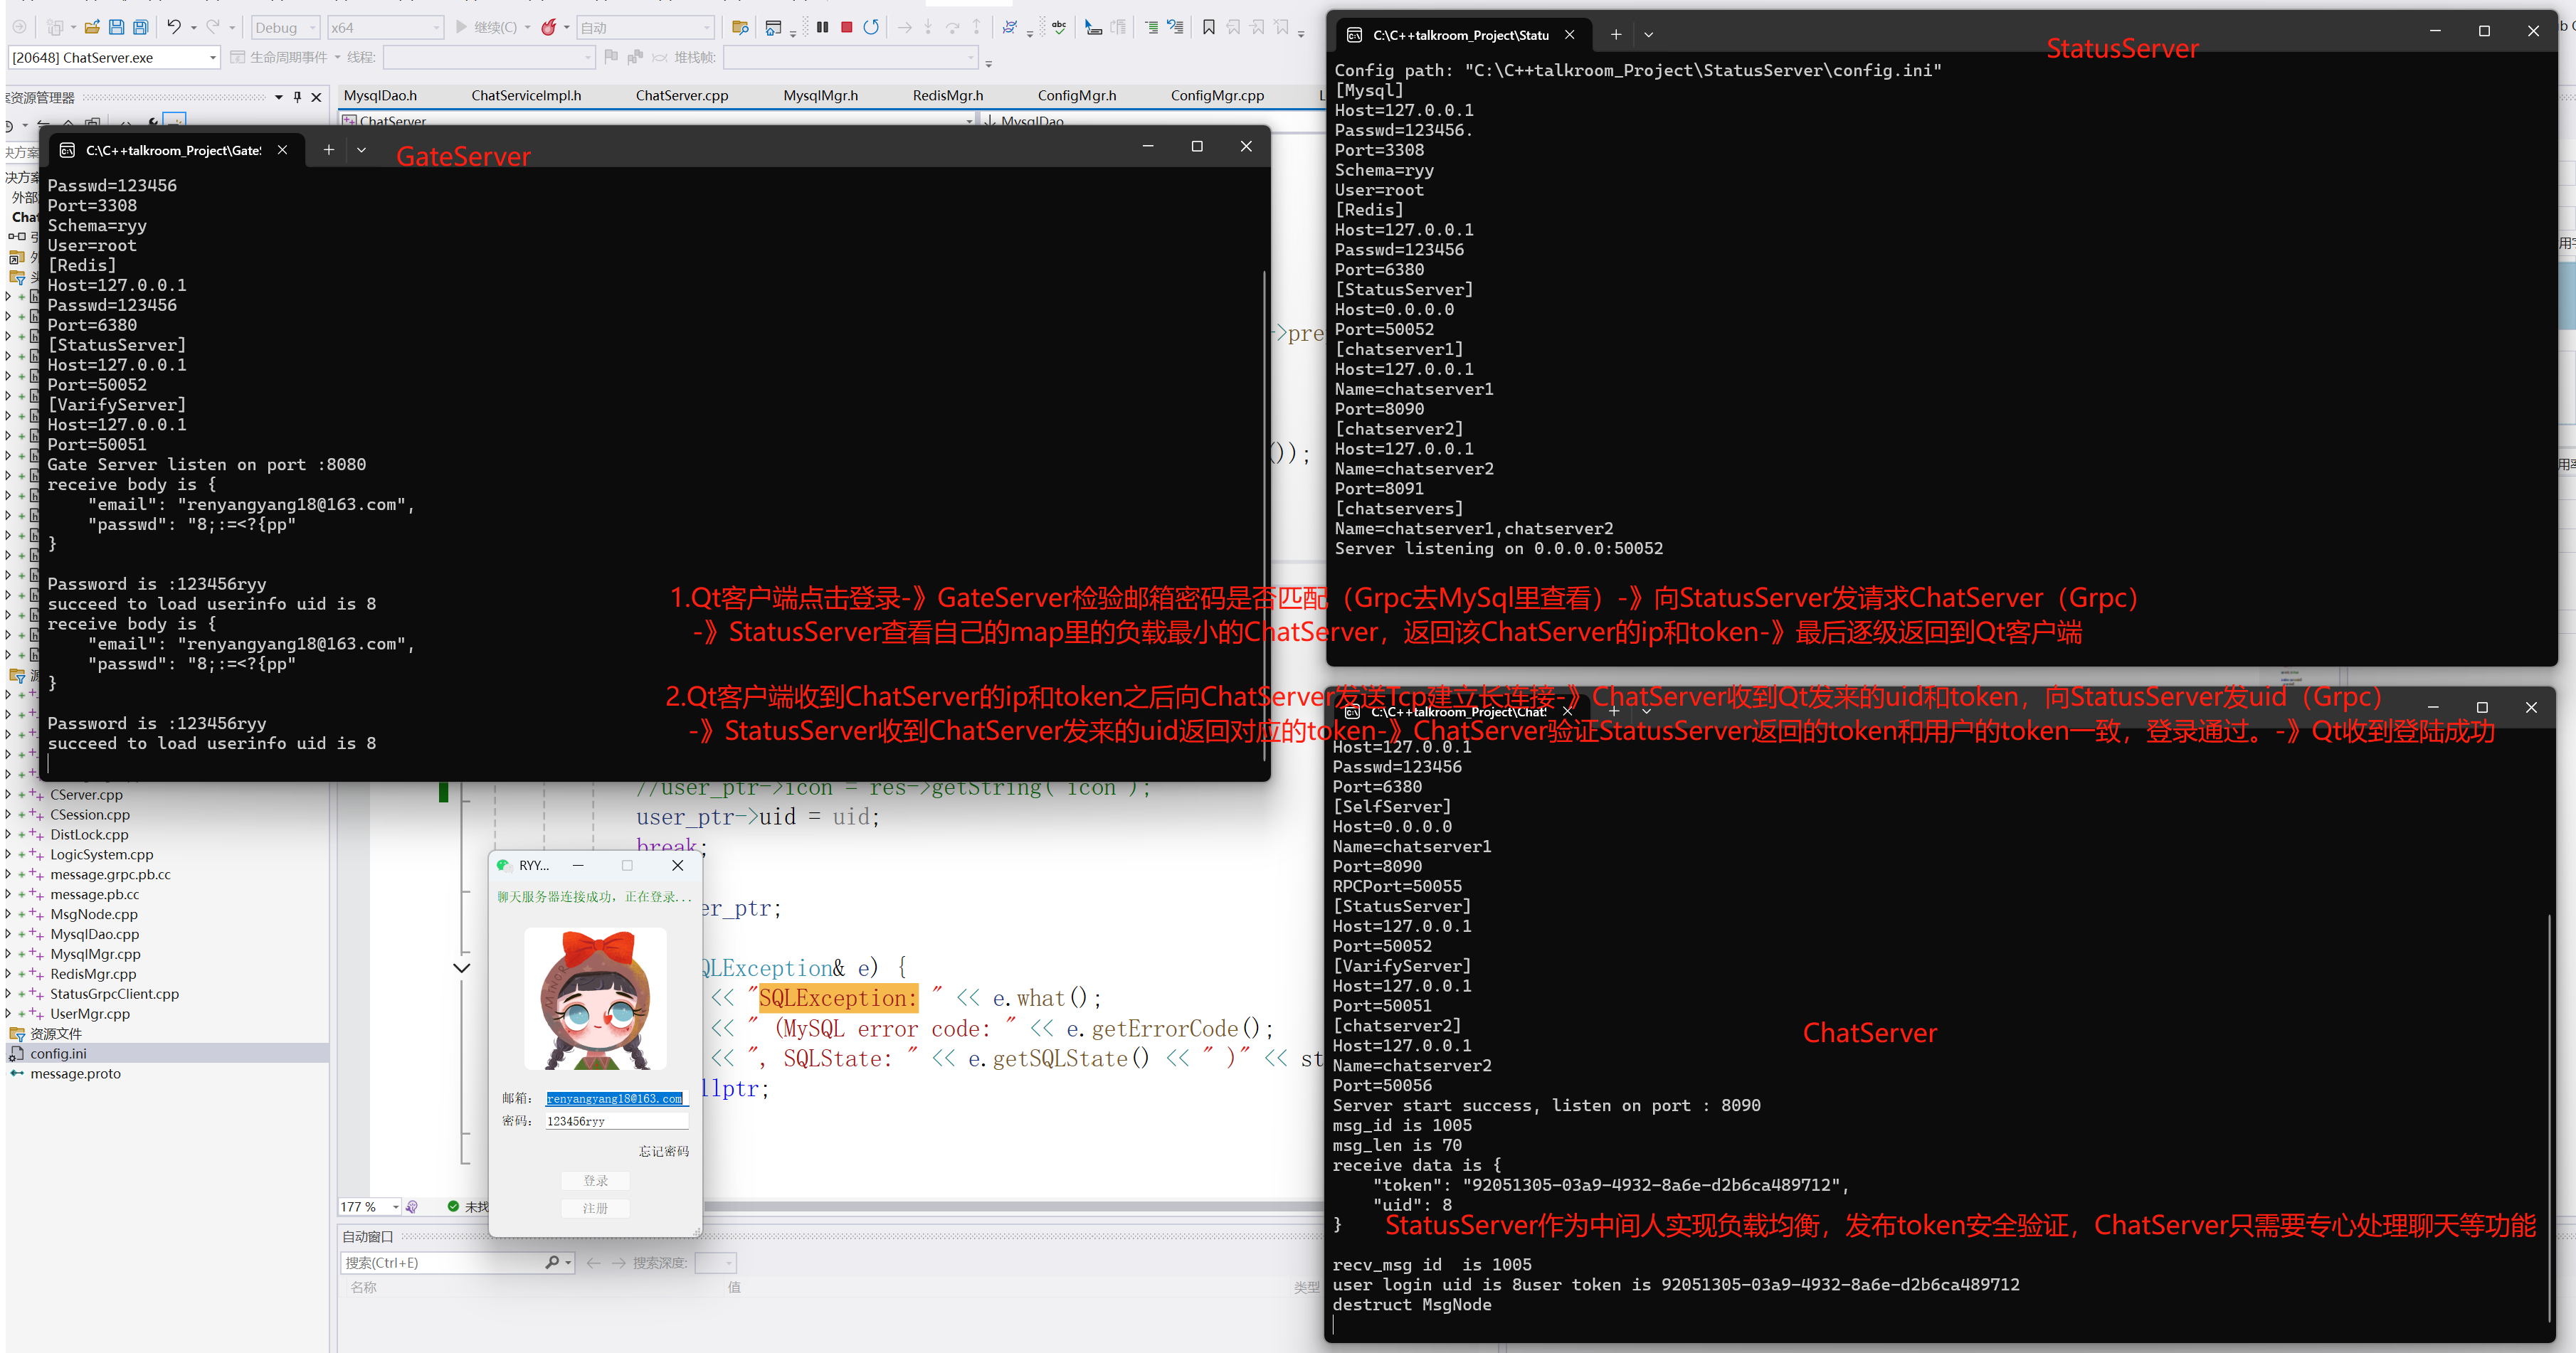 Debug
x64
继续(C)
自动
[20648] ChatServer.exe
生命周期事件
线程:
堆栈帧:
资源管理器
MysqlDao.h
ChatServiceImpl.h
ChatServer.cpp
MysqlMgr.h
RedisMgr.h
ConfigMgr.h
ConfigMgr.cpp
ChatServer
MysqlDao
C:\C++talkroom_Project\Gate!
GateServer
Passwd=123456
Port=3308
Schema=ryy
User=root
[Redis]
Host=127.0.0.1
Passwd=123456
Port=6380
[StatusServer]
Host=127.0.0.1
Port=50052
[VarifyServer]
Host=127.0.0.1
Port=50051
Gate Server listen on port :8080
receive body is {
"email": "renyangyang18@163.com",
"passwd": "8;:=<?{pp"
}
Password is :123456ryy
succeed to load userinfo uid is 8
receive body is {
"email": "renyangyang18@163.com",
"passwd": "8;:=<?{pp"
}
Password is :123456ryy
succeed to load userinfo uid is 8
C:\C++talkroom_Project\Statu
StatusServer
Config path: "C:\C++talkroom_Project\StatusServer\config.ini"
[Mysql]
Host=127.0.0.1
Passwd=123456.
Port=3308
Schema=ryy
User=root
[Redis]
Host=127.0.0.1
Passwd=123456
Port=6380
[StatusServer]
Host=0.0.0.0
Port=50052
[chatserver1]
Host=127.0.0.1
Name=chatserver1
Port=8090
[chatserver2]
Host=127.0.0.1
Name=chatserver2
Port=8091
[chatservers]
Name=chatserver1,chatserver2
Server listening on 0.0.0.0:50052
->pre
());
1.Qt客户端点击登录-》GateServer检验邮箱密码是否匹配（Grpc去MySql里查看）-》向StatusServer发请求ChatServer（Grpc）
-》StatusServer查看自己的map里的负载最小的ChatServer，返回该ChatServer的ip和token-》最后逐级返回到Qt客户端
2.Qt客户端收到ChatServer的ip和token之后向ChatServer发送Tcp建立长连接-》ChatServer收到Qt发来的uid和token，向StatusServer发uid（Grpc）
-》StatusServer收到ChatServer发来的uid返回对应的token-》ChatServer验证StatusServer返回的token和用户的token一致，登录通过。-》Qt收到登陆成功
C:\C++talkroom_Project\Chat!
Host=127.0.0.1
Passwd=123456
Port=6380
[SelfServer]
Host=0.0.0.0
Name=chatserver1
Port=8090
RPCPort=50055
[StatusServer]
Host=127.0.0.1
Port=50052
[VarifyServer]
Host=127.0.0.1
Port=50051
[chatserver2]
Host=127.0.0.1
Name=chatserver2
Port=50056
ChatServer
Server start success, listen on port : 8090
msg_id is 1005
msg_len is 70
receive data is {
"token": "92051305-03a9-4932-8a6e-d2b6ca489712",
"uid": 8
}
StatusServer作为中间人实现负载均衡，发布token安全验证，ChatServer只需要专心处理聊天等功能
recv_msg id  is 1005
user login uid is 8user token is 92051305-03a9-4932-8a6e-d2b6ca489712
destruct MsgNode
CServer.cpp
CSession.cpp
DistLock.cpp
LogicSystem.cpp
message.grpc.pb.cc
message.pb.cc
MsgNode.cpp
MysqlDao.cpp
MysqlMgr.cpp
RedisMgr.cpp
StatusGrpcClient.cpp
UserMgr.cpp
资源文件
config.ini
message.proto
//user_ptr->icon = res->getString( icon );
user_ptr->uid = uid;
break;
er_ptr;
QLException& e) {
<< "SQLException: " << e.what();
<< " (MySQL error code: " << e.getErrorCode();
<< ", SQLState: " << e.getSQLState() << " )" << st
llptr;
RYY...
聊天服务器连接成功，正在登录...
MINOR
邮箱: renyangyang18@163.com
密码: 123456ryy
忘记密码
登录
注册
177 %
未找
自动窗口
搜索(Ctrl+E)
搜索深度:
名称
值
类型